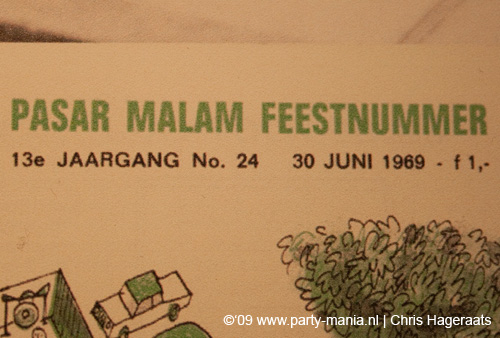 PASAR MALAM FEESTNUMMER
13e JAARGANG No. 24 30 JUNI 1969 - f 1,-
©'09 www.party-mania.nl | Chris Hageraats